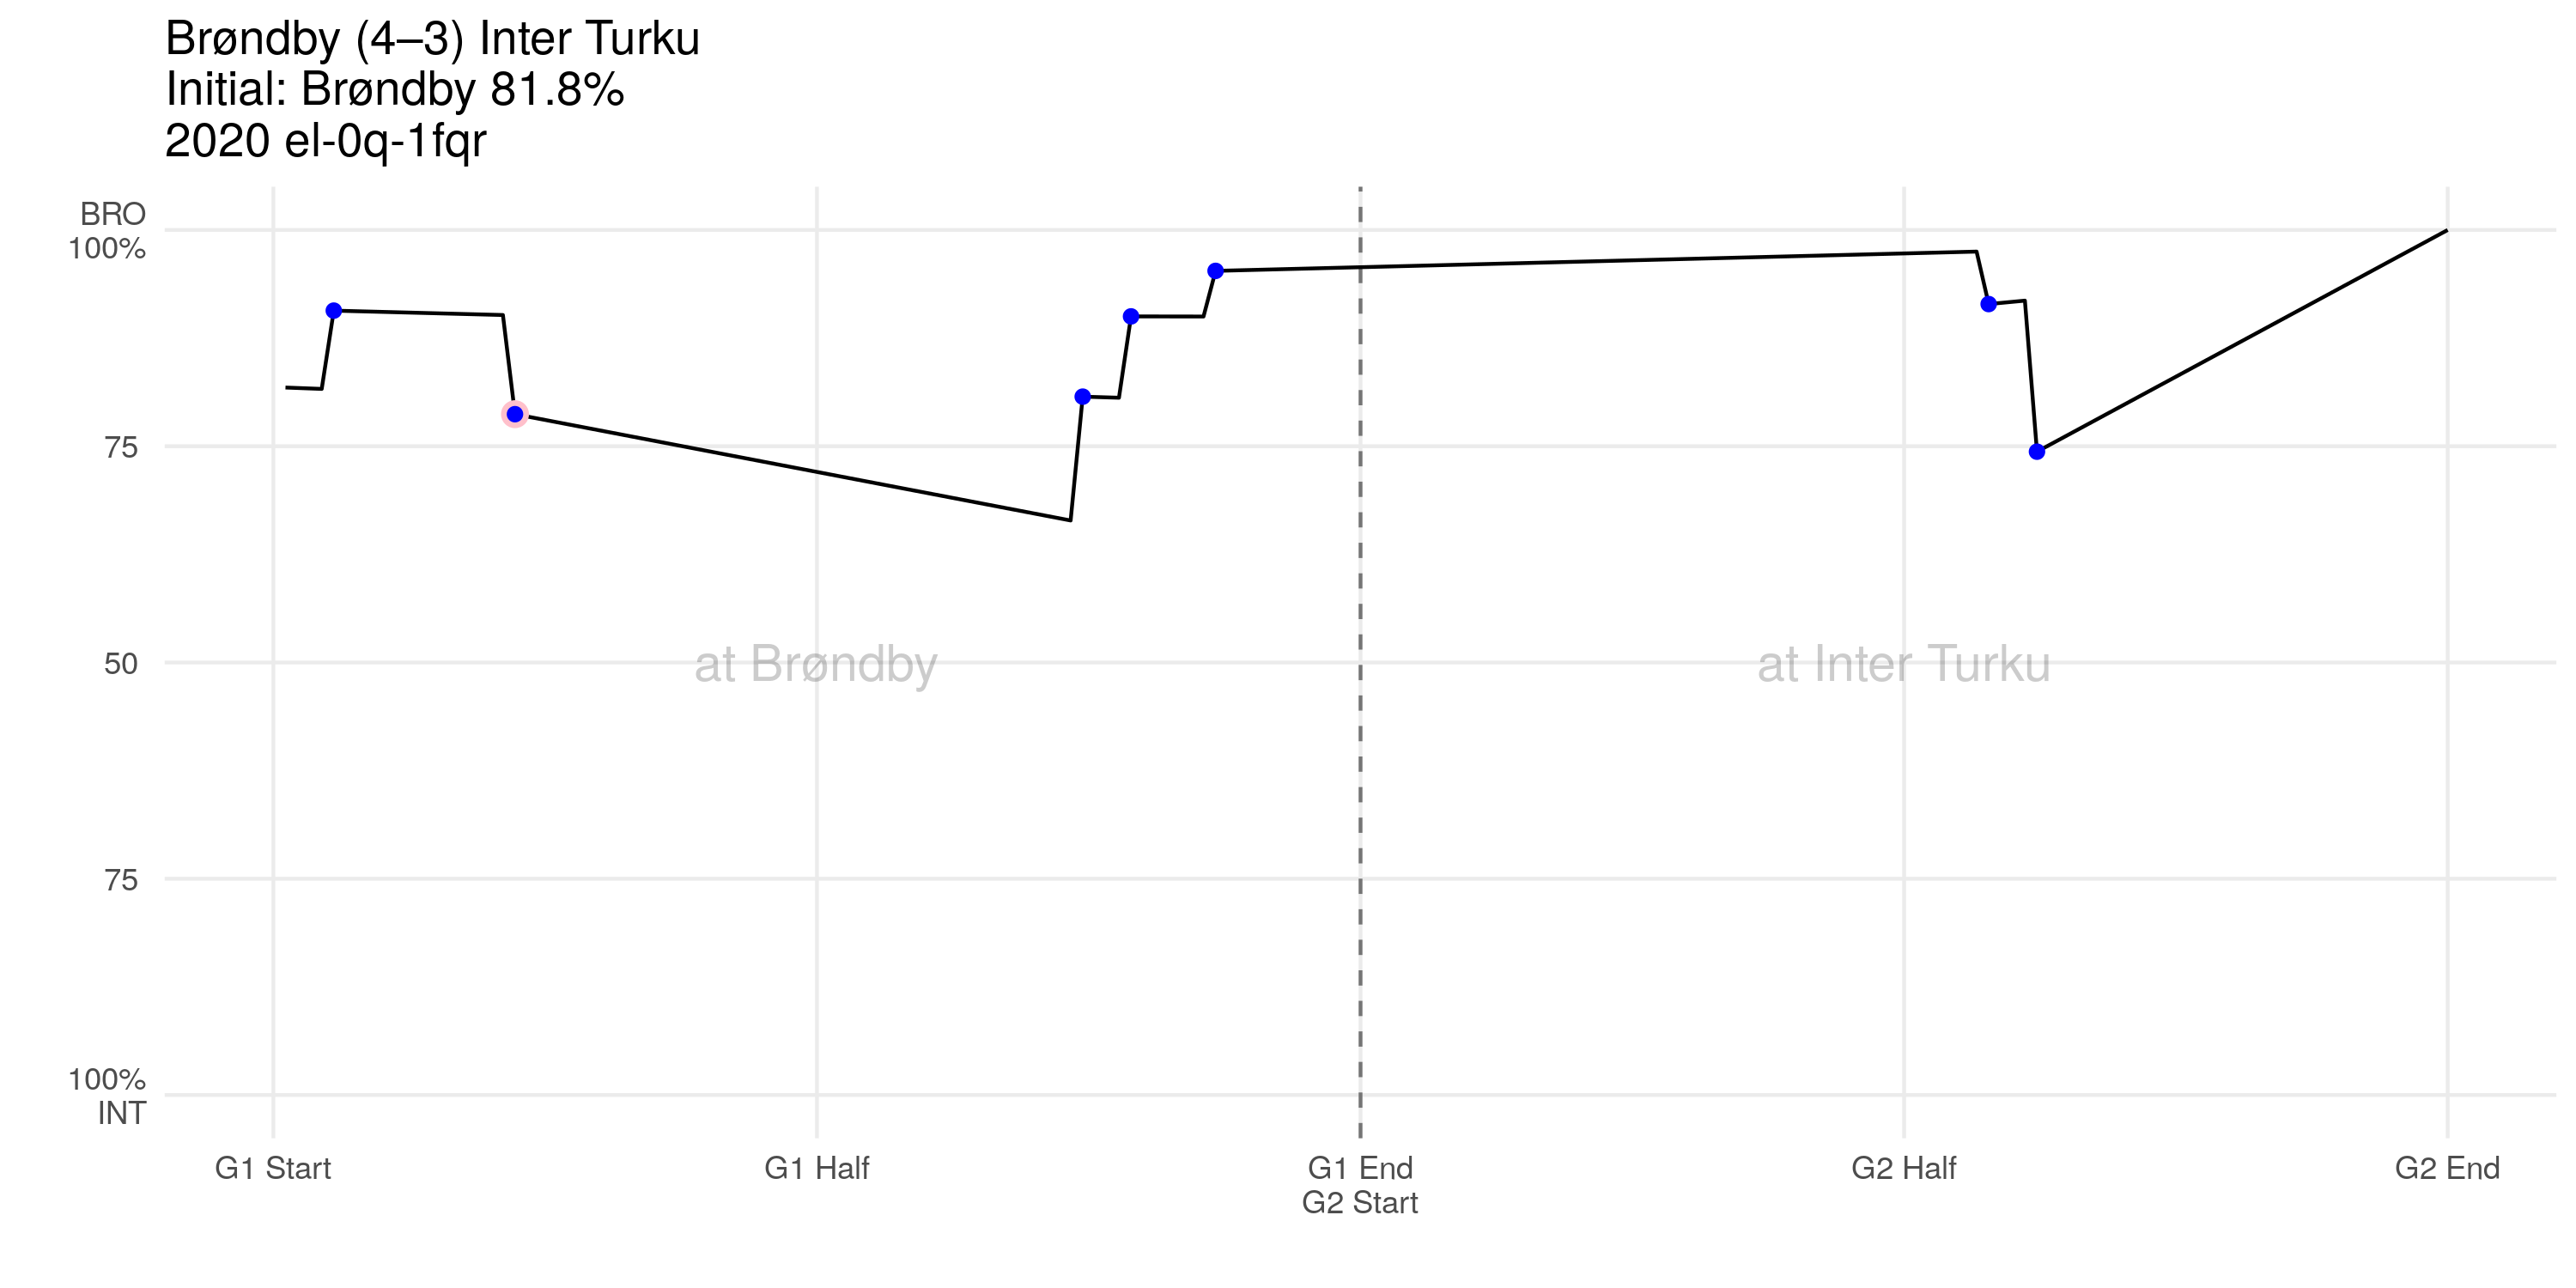 Brøndby (4–3) Inter Turku
Initial: Brøndby 81.8%
2020 el-0q-1fqr
BRO
100%
75
50
75
100%
INT
at Brøndby
at Inter Turku
G1 Start
G1 Half
G1 End
G2 Start
G2 Half
G2 End